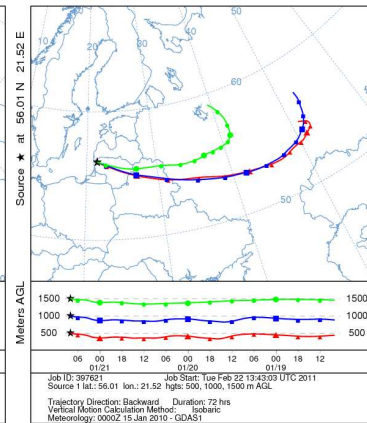 50
10
20
30
40
50
60
50
Source ★ at 56.01 N 21.52 E
Meters AGL
1500 1500
1000 1000
500 500
06 00 18 12 06 00 18 12 06 00 18 12
01/21 01/20 01/19
Job ID: 397621 Job Start: Tue Feb 22 13:43:03 UTC 2011
Source 1 lat.: 56.01 lon.: 21.52 hgts: 500, 1000, 1500 m AGL
Trajectory Direction: Backward Duration: 72 hrs
Vertical Motion Calculation Method: Isobaric
Meteorology: 0000Z 15 Jan 2010 - GDAS1